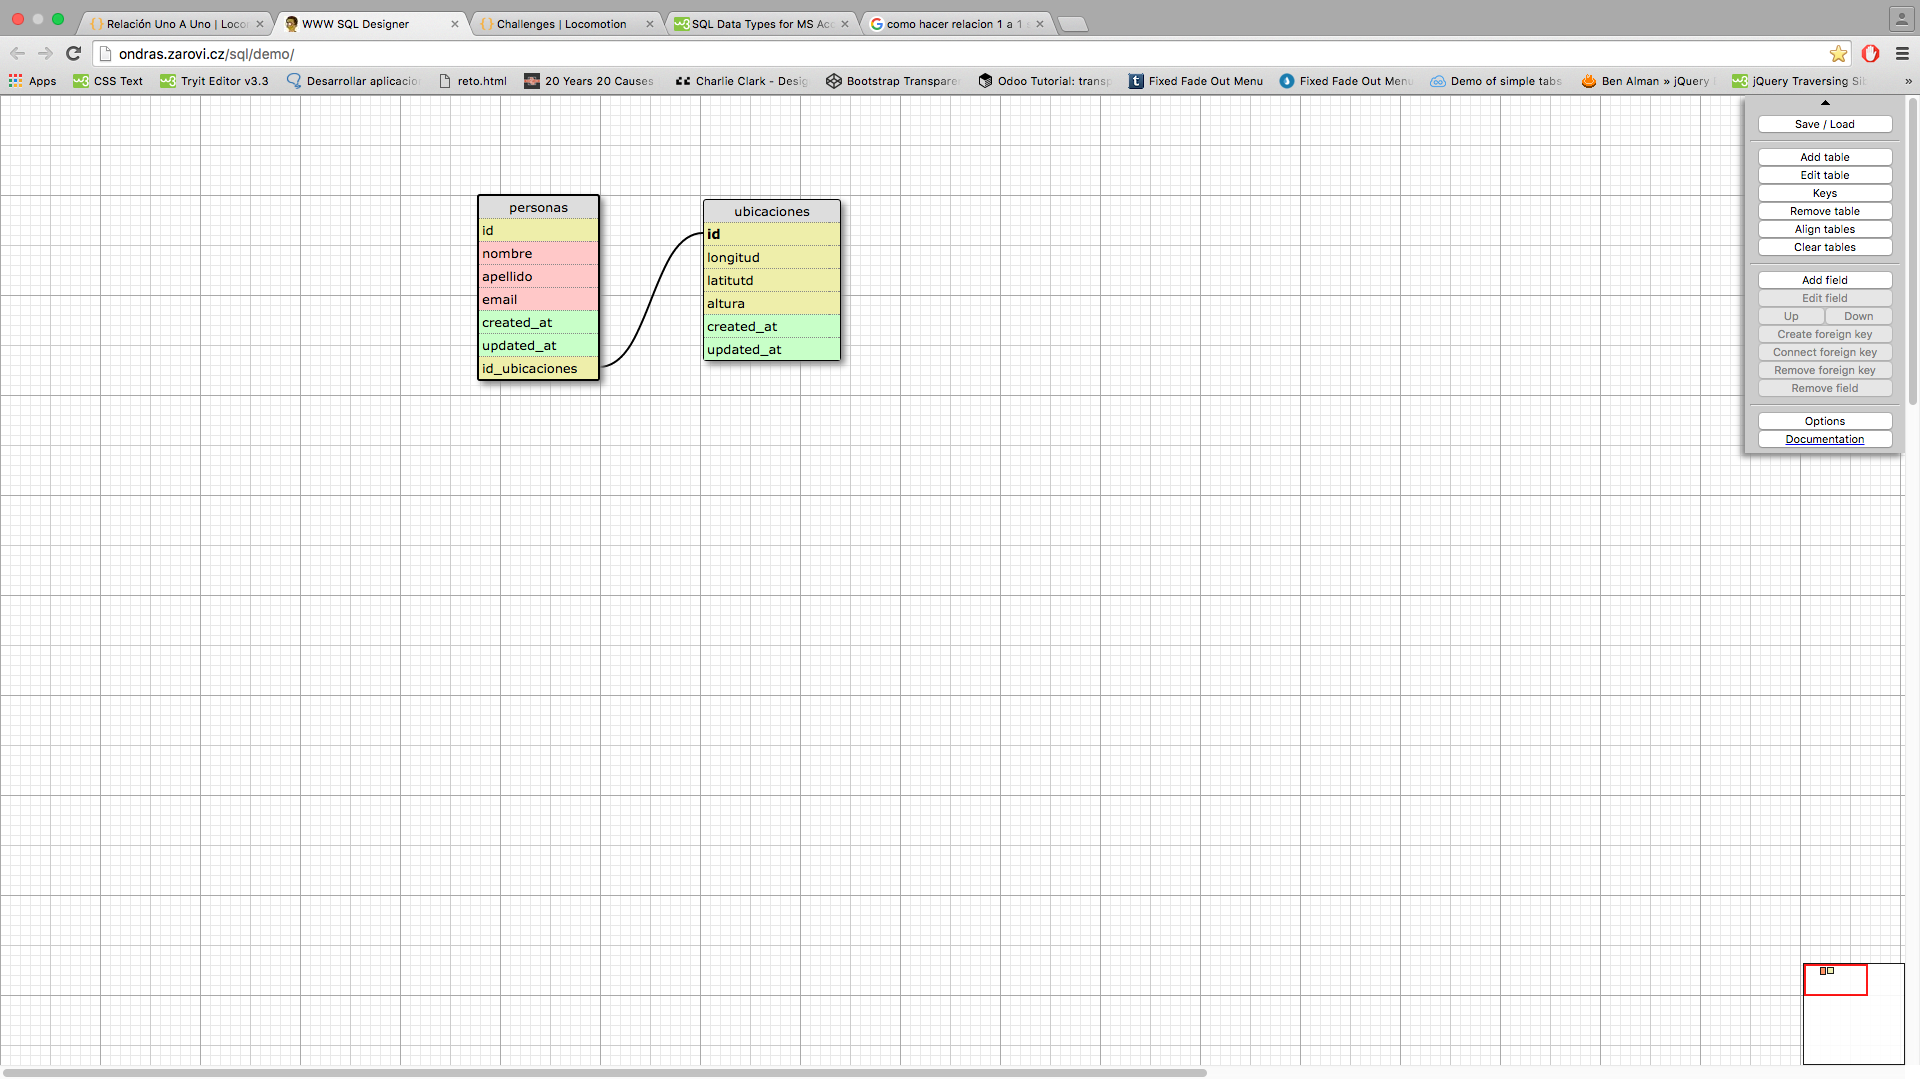 Relación Uno A Uno | Loco
WWW SQL Designer
Challenges | Locomotion
SQL Data Types for MS Acc
como hacer relacion 1 a 1 s
ondras.zarovi.cz/sql/demo/
Apps
CSS Text
Tryit Editor v3.3
Desarrollar aplicacio
reto.html
20 Years 20 Causes
Charlie Clark - Desig
Bootstrap Transpare
Odoo Tutorial: transp
Fixed Fade Out Menu
Fixed Fade Out Menu
Demo of simple tabs
Ben Alman » jQuery
jQuery Traversing Sib
»
personas
id
nombre
apellido
email
created_at
updated_at
id_ubicaciones
ubicaciones
id
longitud
latitutd
altura
created_at
updated_at
Save / Load
Add table
Edit table
Keys
Remove table
Align tables
Clear tables
Add field
Edit field
Up Down
Create foreign key
Connect foreign key
Remove foreign key
Remove field
Options
Documentation